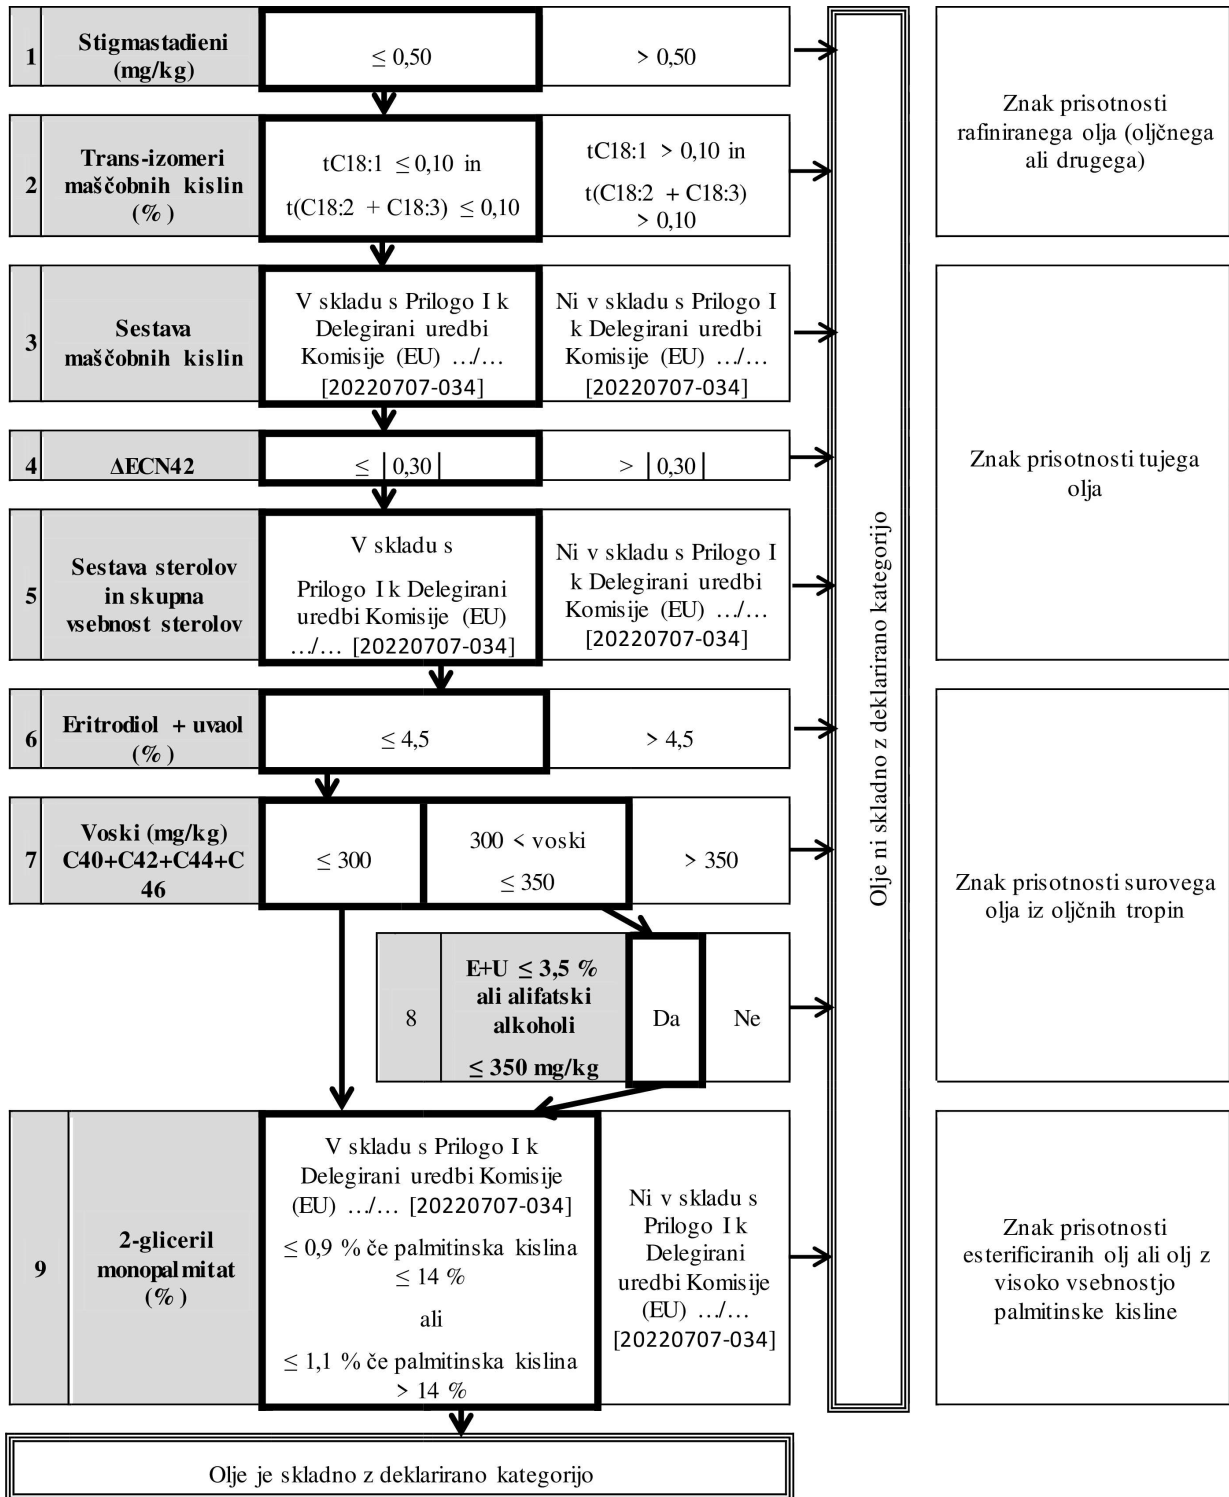 1
Stigmastadieni
(mg/kg)
≤ 0,50
> 0,50
2
Trans-izomeri
maščobnih kislin
(%)
tC18:1 ≤ 0,10 in
t(C18:2 + C18:3) ≤ 0,10
tC18:1 > 0,10 in
t(C18:2 + C18:3)
> 0,10
Znak prisotnosti
rafiniranega olja (oljčnega
ali drugega)
3
Sestava
maščobnih kislin
V skladu s Prilogo I k
Delegirani uredbi
Komisije (EU) …/…
[20220707-034]
Ni v skladu s Prilogo I
k Delegirani uredbi
Komisije (EU) …/…
[20220707-034]
4
ΔECN42
≤ |0,30|
> |0,30|
5
Sestava sterolov
in skupna
vsebnost sterolov
V skladu s
Prilogo I k Delegirani
uredbi Komisije (EU)
…/… [20220707-034]
Ni v skladu s Prilogo I
k Delegirani uredbi
Komisije (EU) …/…
[20220707-034]
Znak prisotnosti tujega
olja
6
Eritrodiol + uvaol
(%)
≤ 4,5
> 4,5
7
Voski (mg/kg)
C40+C42+C44+C
46
≤ 300
300 < voski
≤ 350
> 350
8
E+U ≤ 3,5 %
ali alifatski
alkoholi
≤ 350 mg/kg
Da
Ne
Znak prisotnosti surovega
olja iz oljčnih tropin
9
2-gliceril
monopalmitat
(%)
V skladu s Prilogo I k
Delegirani uredbi Komisije
(EU) …/… [20220707-034]
≤ 0,9 % če palmitinska kislina
≤ 14 %
ali
≤ 1,1 % če palmitinska kislina
> 14 %
Ni v skladu s
Prilogo I k
Delegirani
uredbi Komisije
(EU) …/…
[20220707-034]
Znak prisotnosti
esterificiranih olj ali olj z
visoko vsebnostjo
palmitinske kisline
Olje ni skladno z deklarirano kategorijo
Olje je skladno z deklarirano kategorijo